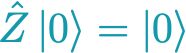 Ẑ |0⟩ = |0⟩